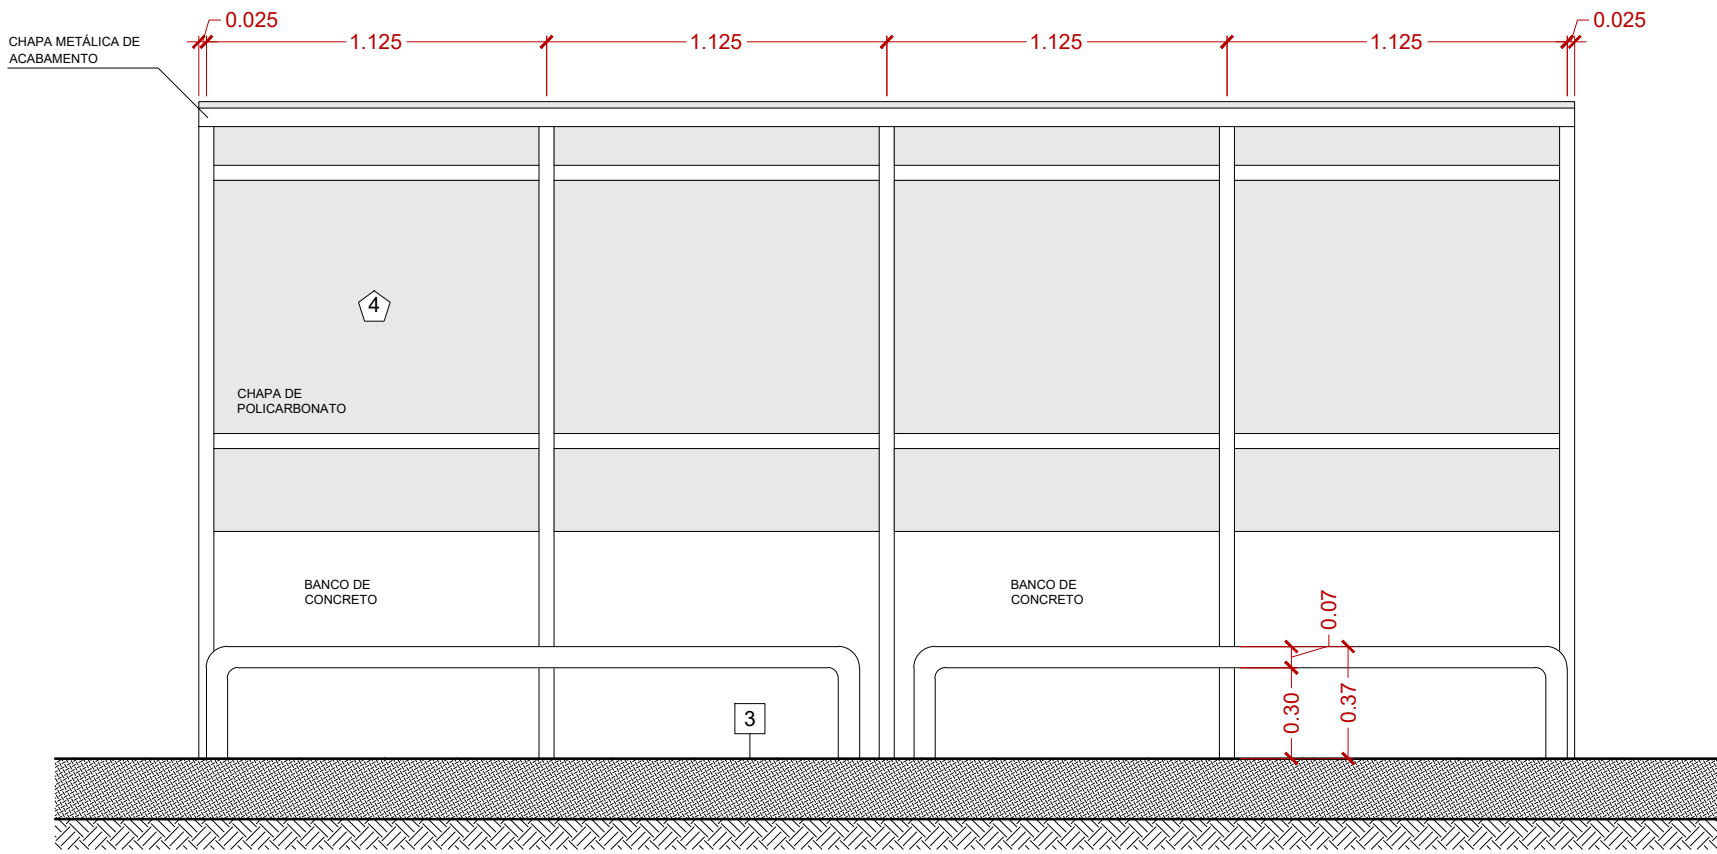 0.025
0.025
CHAPA METÁLICA DE
ACABAMENTO
1.125
1.125
1.125
1.125
4
CHAPA DE
POLICARBONATO
BANCO DE
CONCRETO
BANCO DE
CONCRETO
0.07
0.30
0.37
3